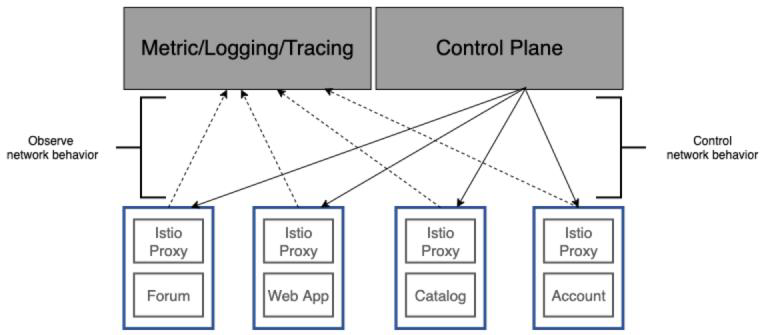 Metric/Logging/Tracing
Control Plane
Observe
network behavior
Control
network behavior
Istio
Proxy
Forum
Istio
Proxy
Web App
Istio
Proxy
Catalog
Istio
Proxy
Account